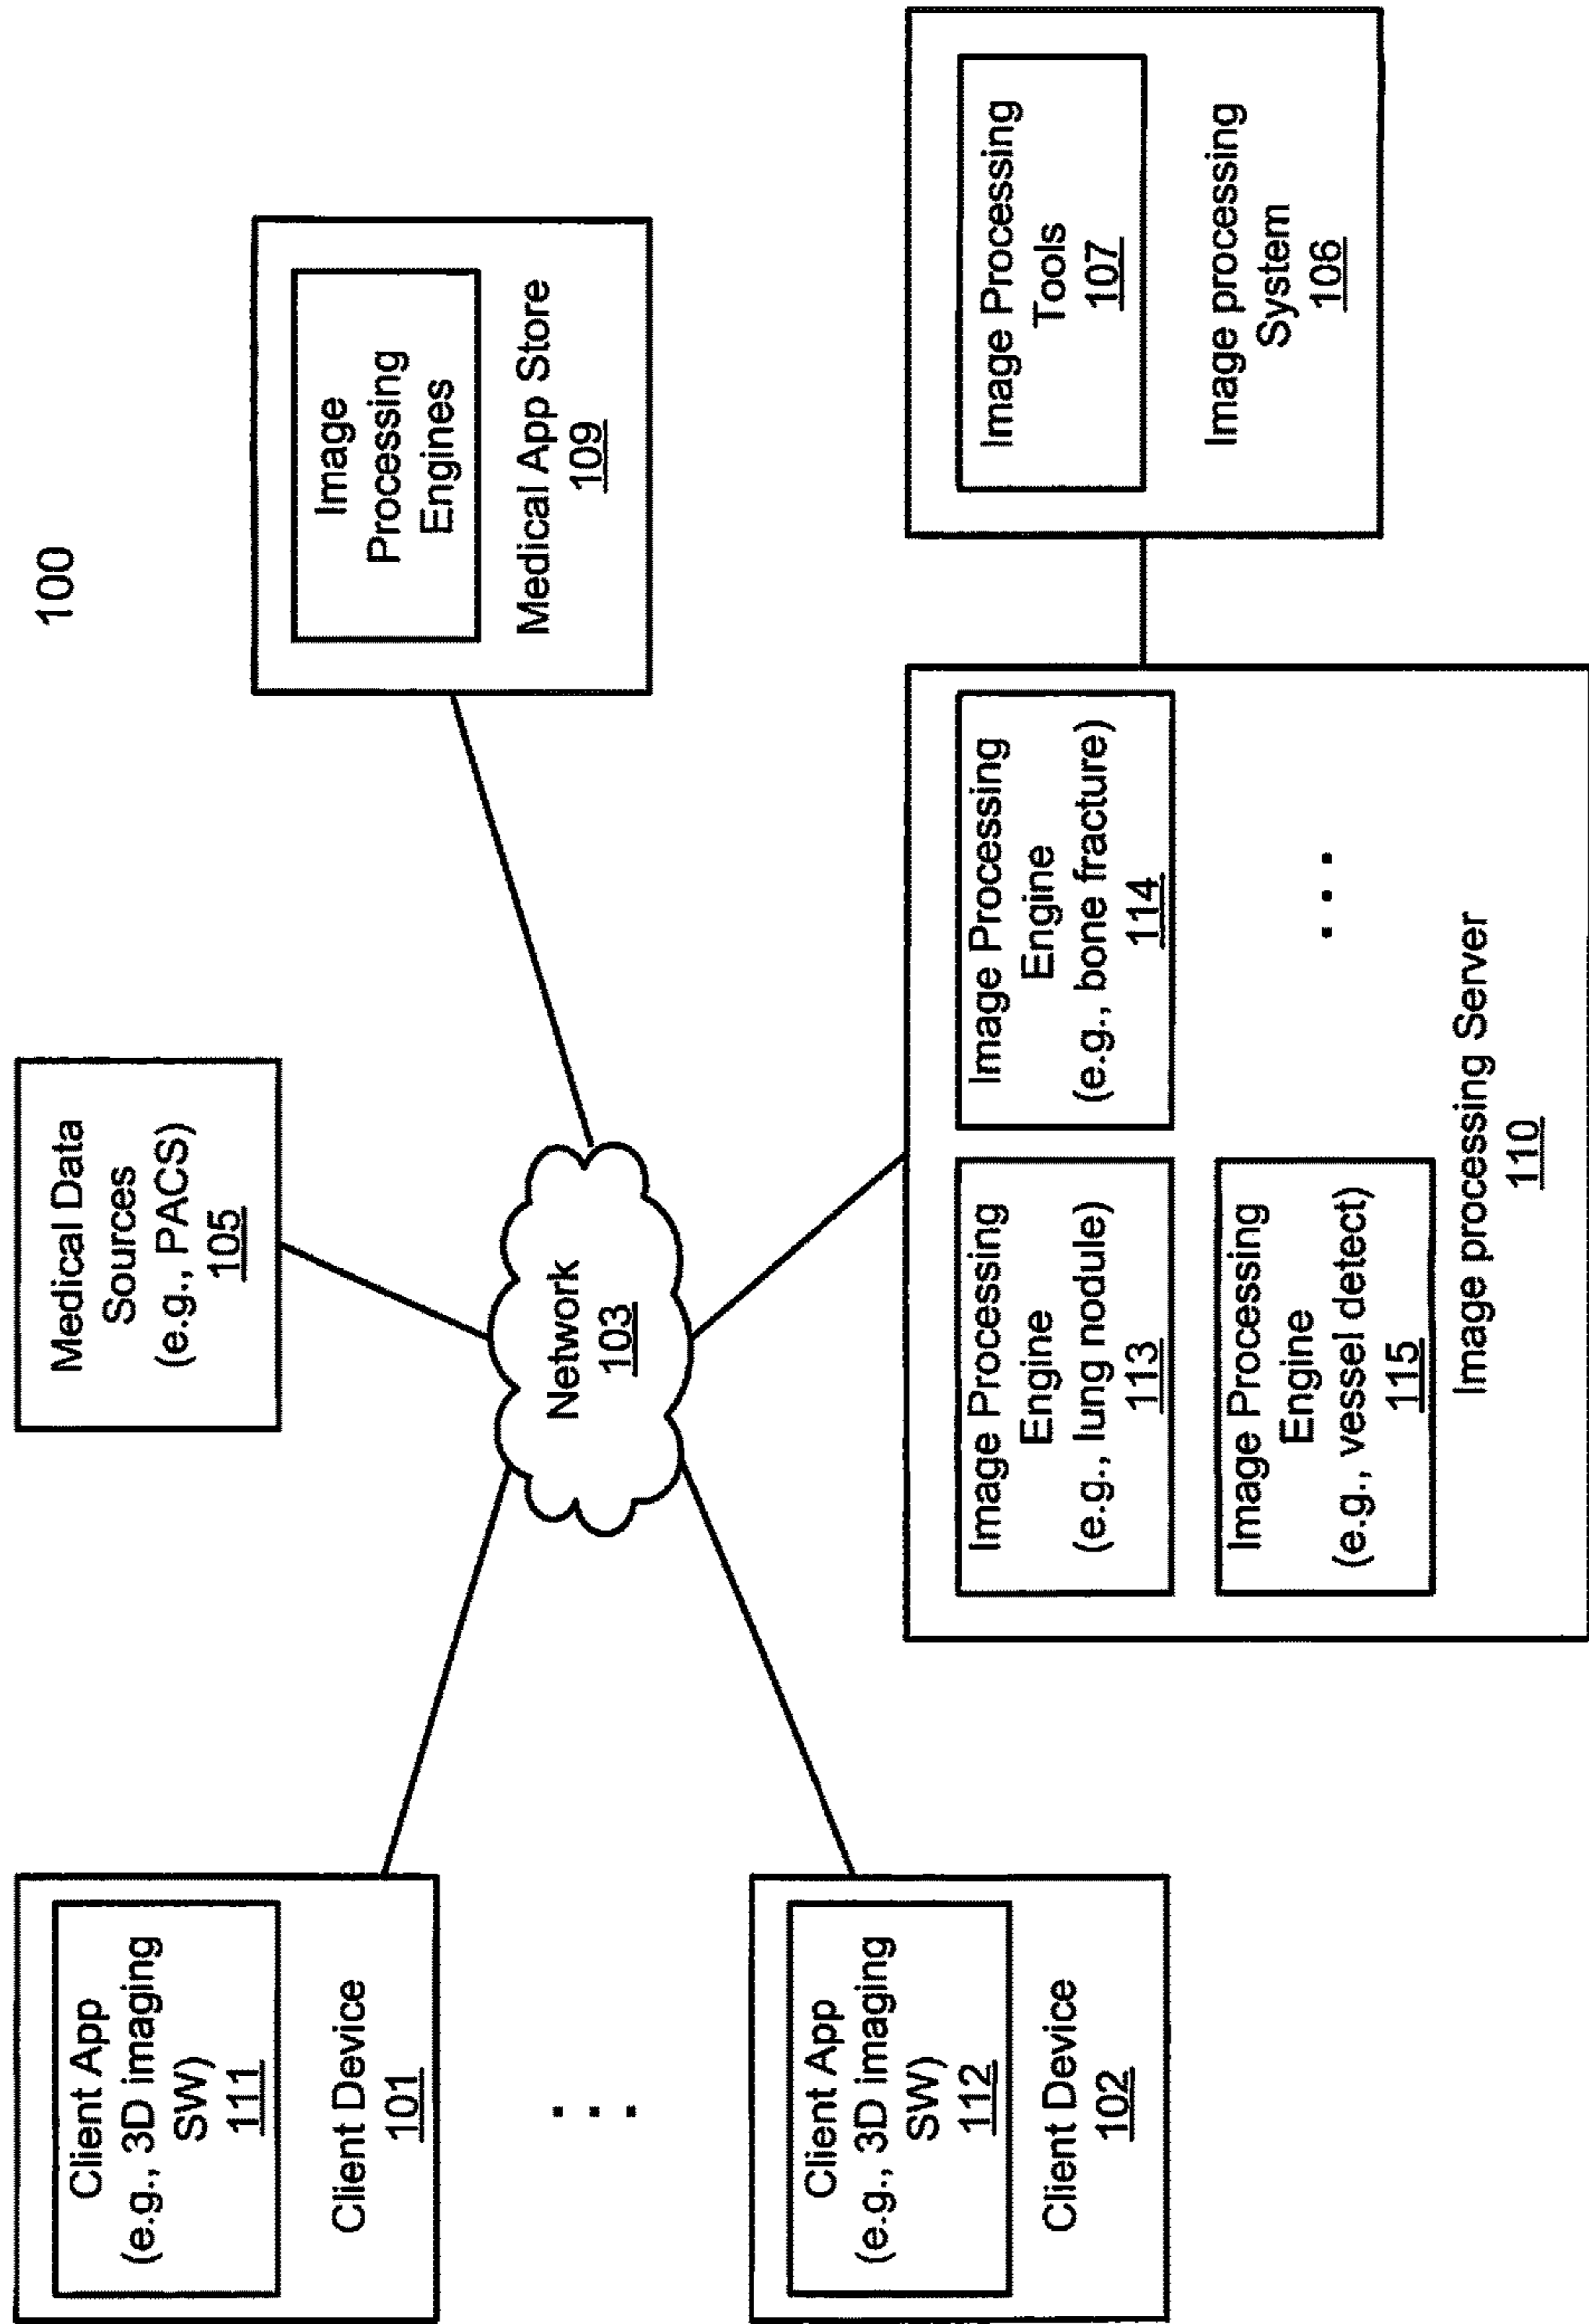 100
Client App
(e.g., 3D imaging
SW)
111
Client Device
101
. . .
Client App
(e.g., 3D imaging
SW)
112
Client Device
102
Medical Data
Sources
(e.g., PACS)
105
Network
103
Image
Processing
Engines
Medical App Store
109
Image Processing
Engine
(e.g., lung nodule)
113
Image Processing
Engine
(e.g., bone fracture)
114
Image Processing
Engine
(e.g., vessel detect)
115
. . .
Image processing Server
110
Image Processing
Tools
107
Image processing
System
106